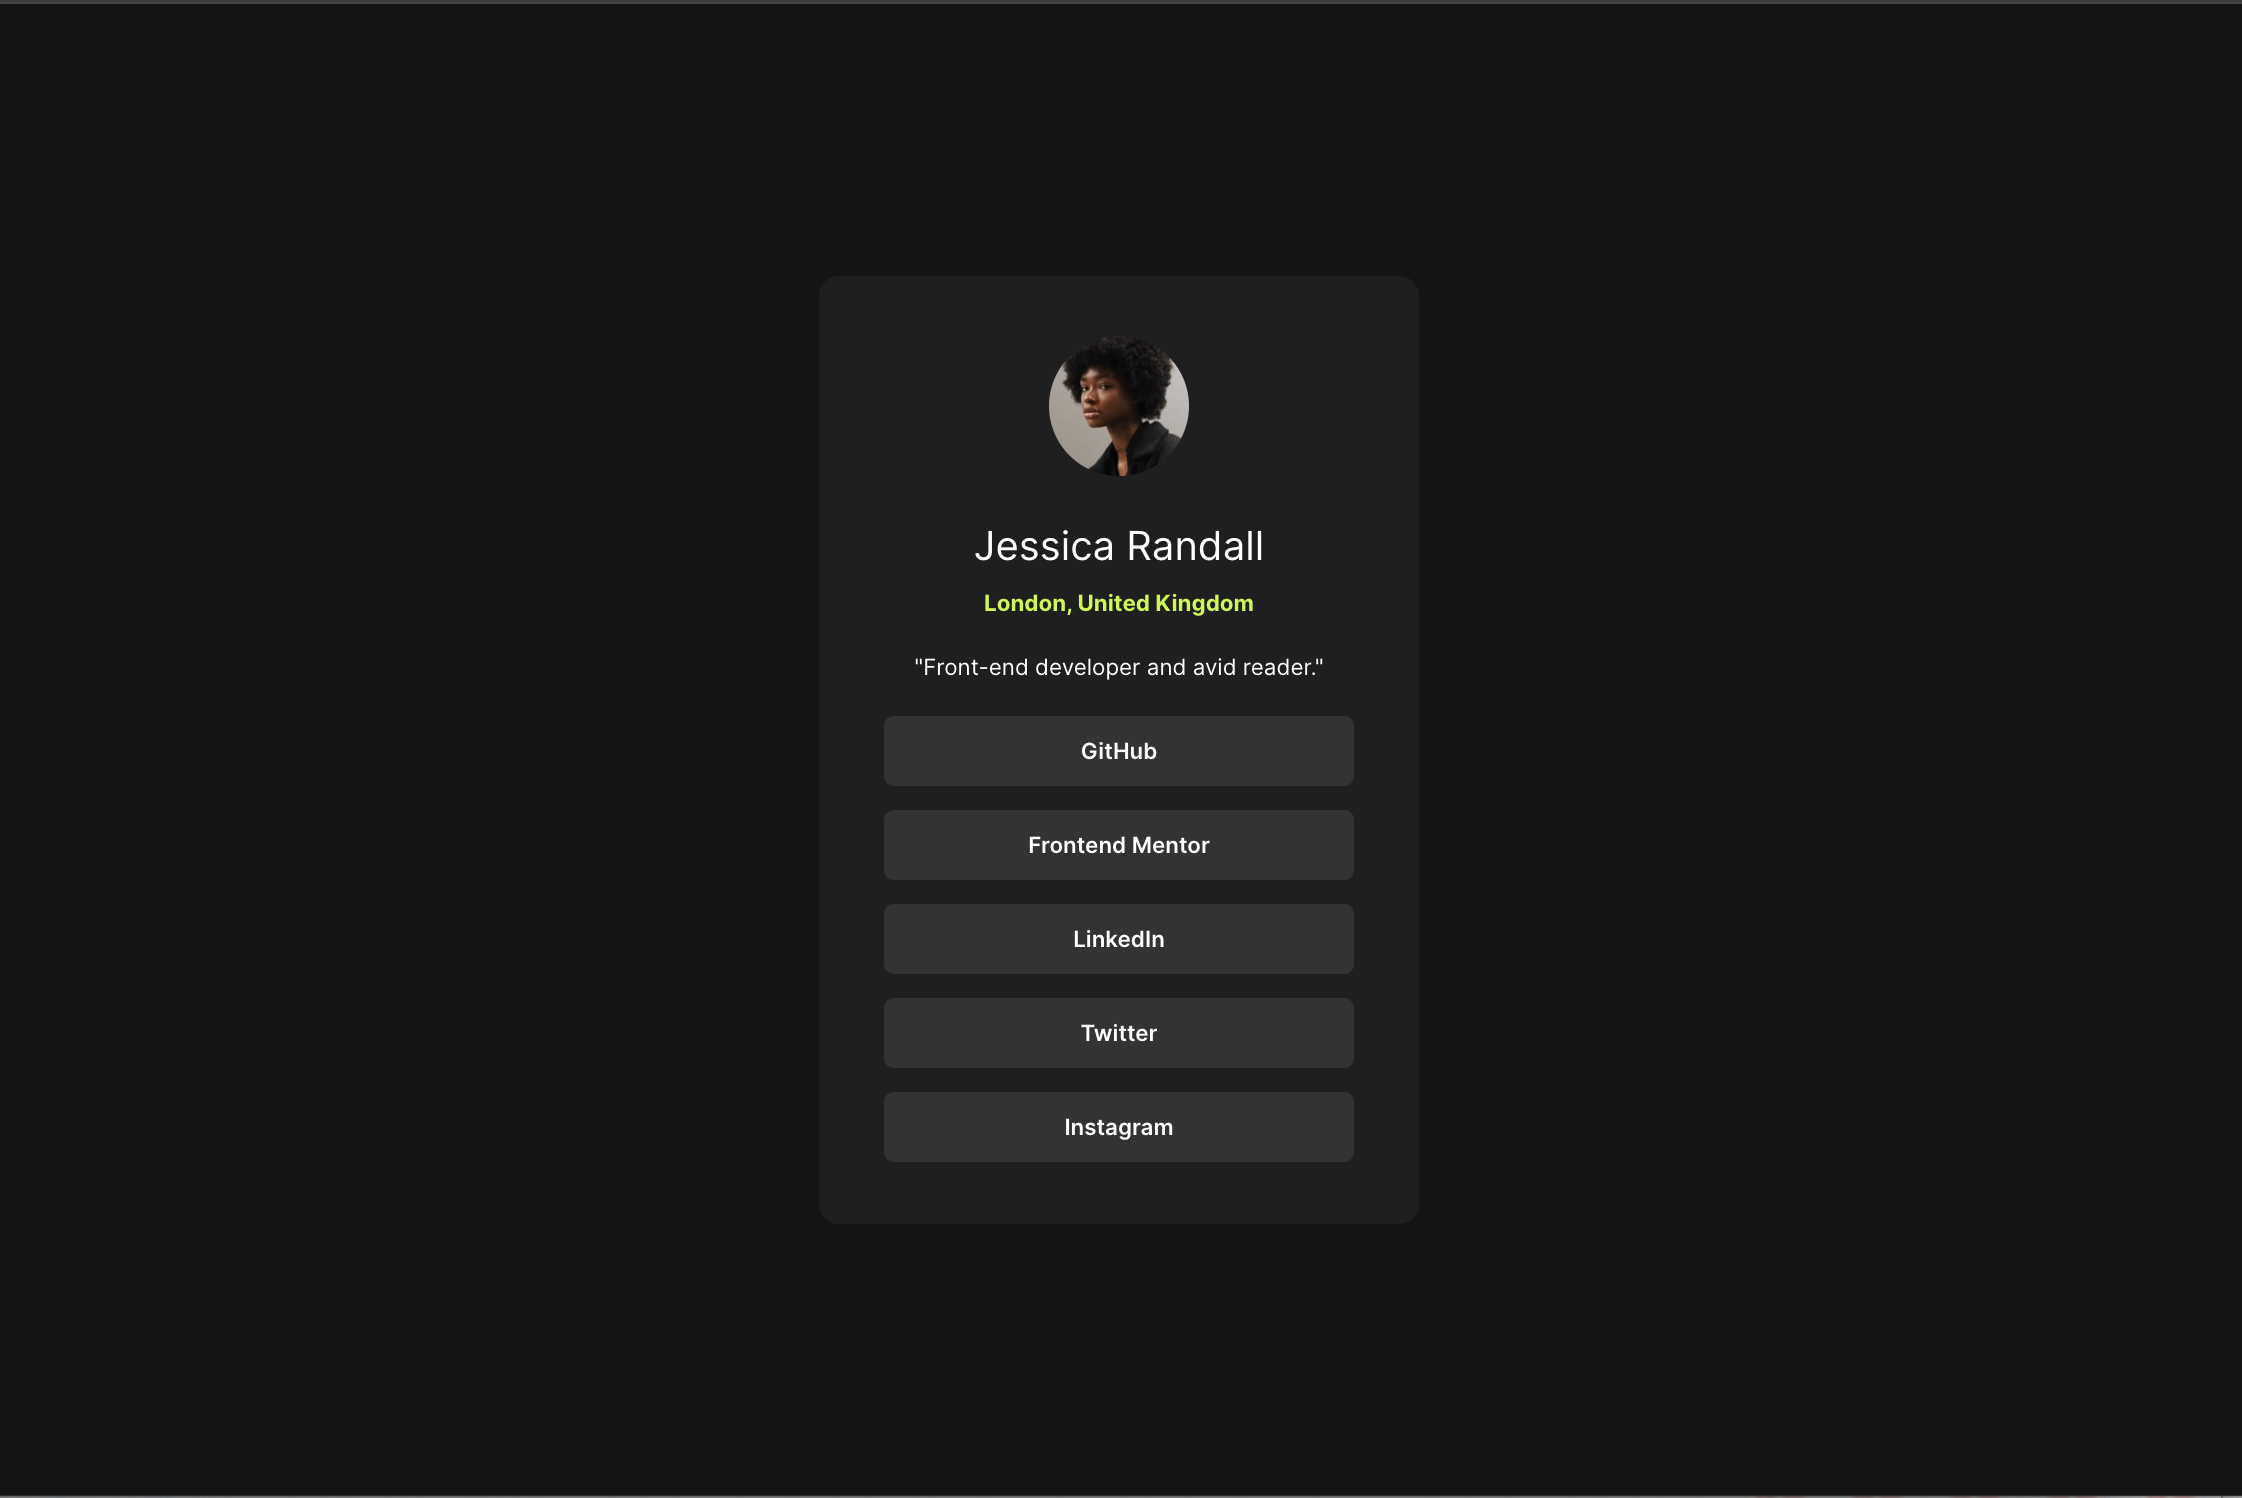 Jessica Randall
London, United Kingdom
"Front-end developer and avid reader."
GitHub
Frontend Mentor
LinkedIn
Twitter
Instagram